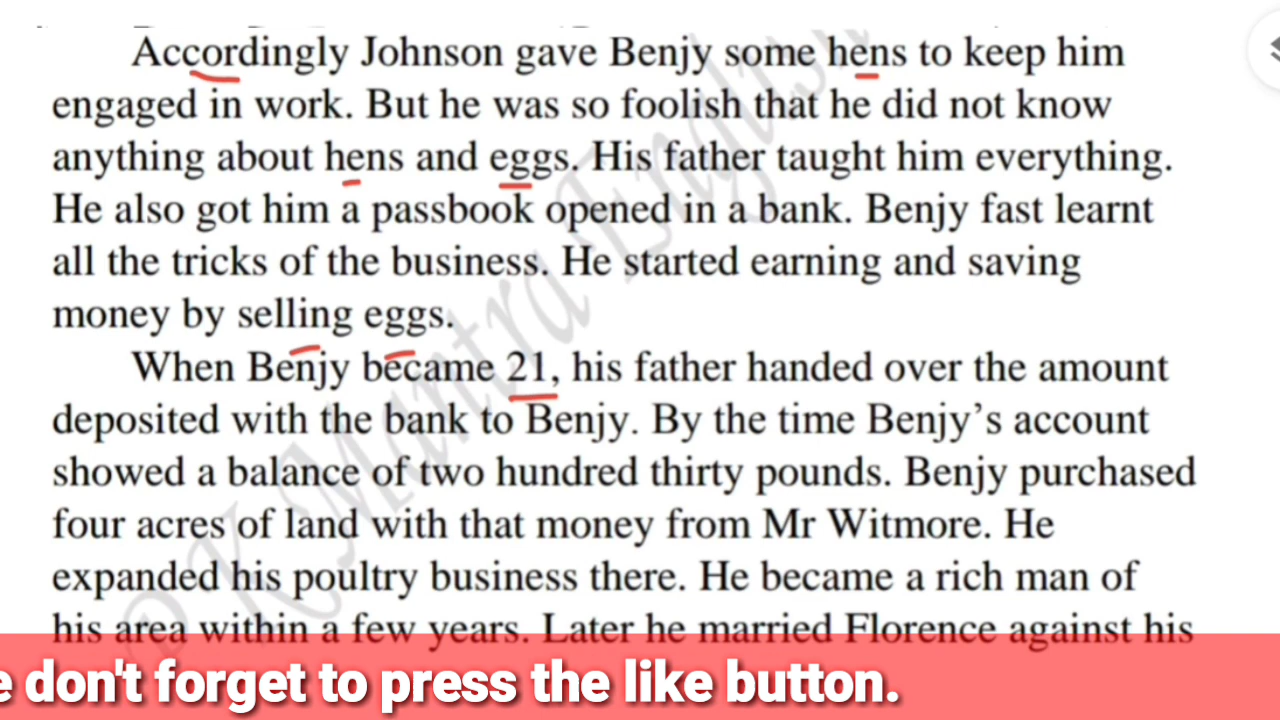 Accordingly Johnson gave Benjy some hens to keep him
engaged in work. But he was so foolish that he did not know
anything about hens and eggs. His father taught him everything.
He also got him a passbook opened in a bank. Benjy fast learnt
all the tricks of the business. He started earning and saving
money by selling eggs.
When Benjy became 21, his father handed over the amount
deposited with the bank to Benjy. By the time Benjy's account
showed a balance of two hundred thirty pounds. Benjy purchased
four acres of land with that money from Mr Witmore. He
expanded his poultry business there. He became a rich man of
his area within a few years. Later he married Florence against his
don't forget to press the like button.
K Mantra English